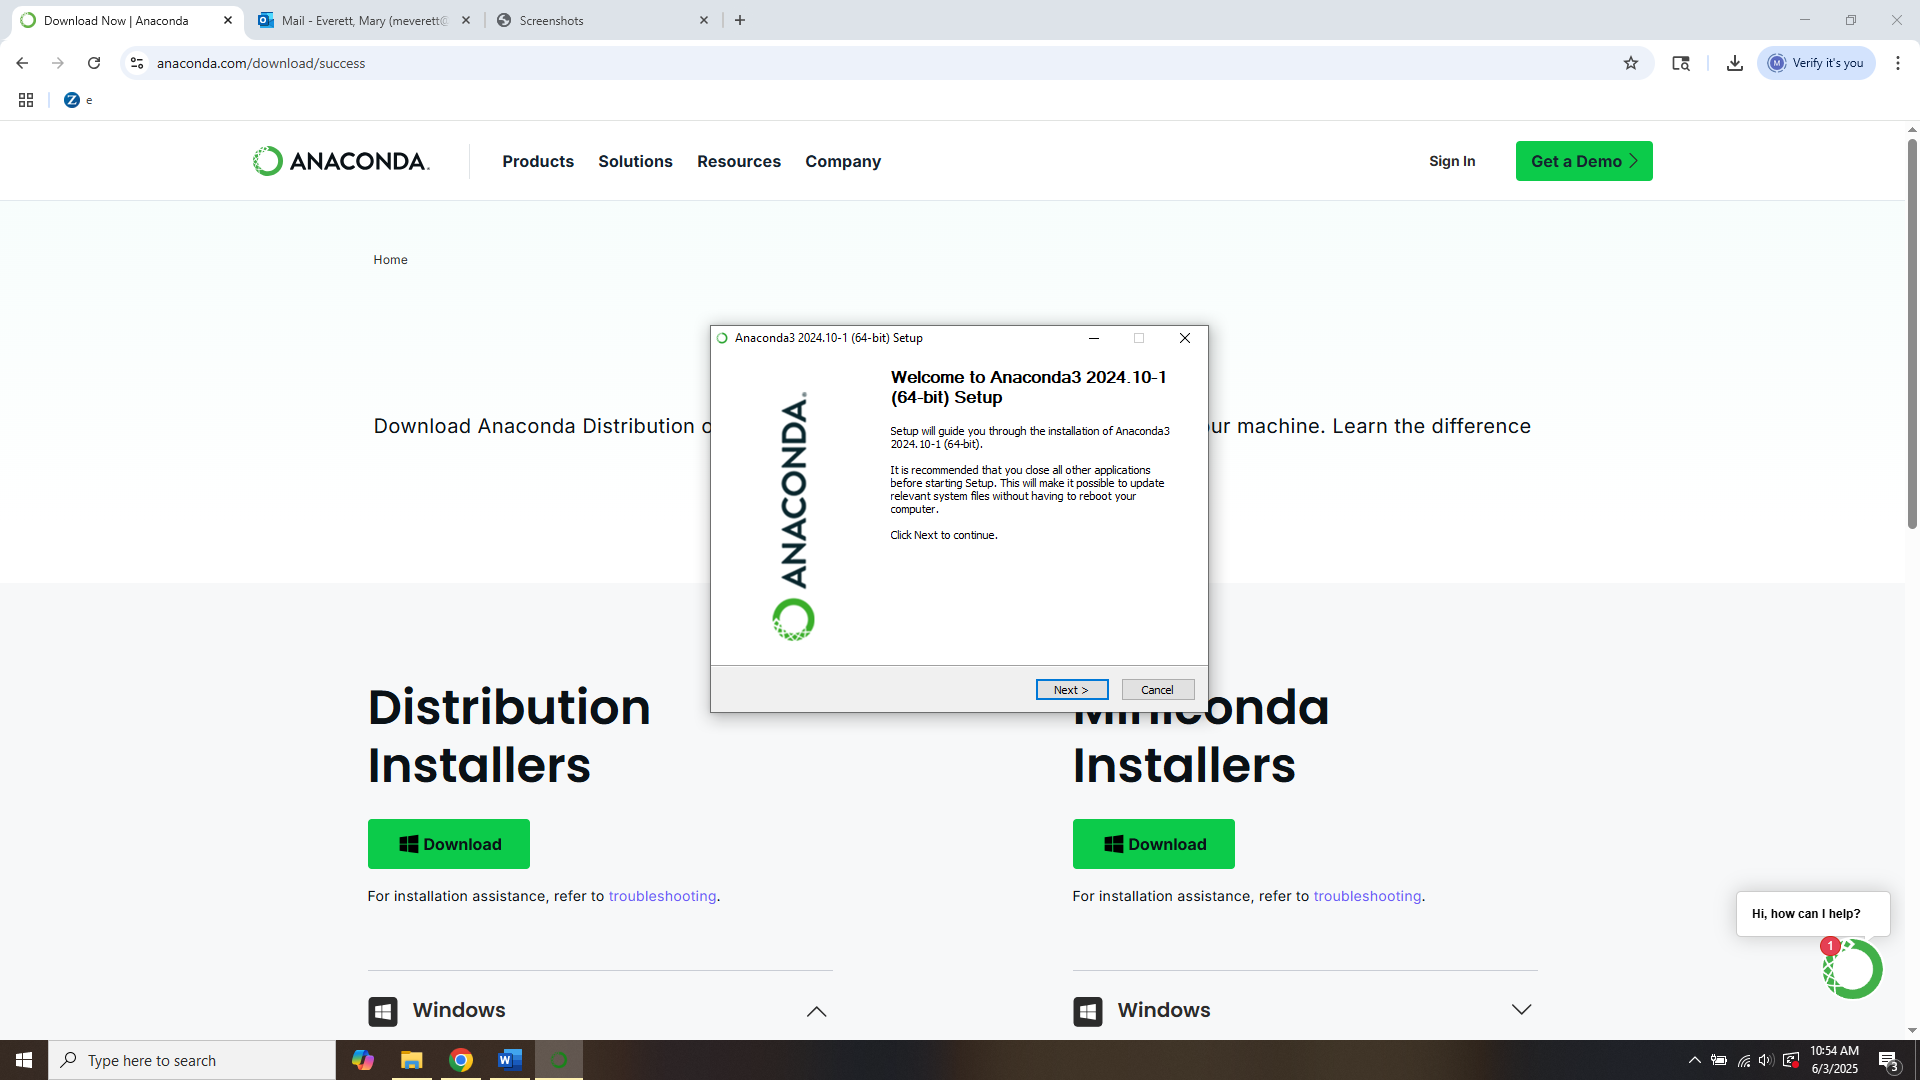 Download Now | Anaconda
Mail - Everett, Mary (meverett@
Screenshots
anaconda.com/download/success
M
Verify it's you
Z
e
ANACONDA.
Products
Solutions
Resources
Company
Sign In
Get a Demo
Home
Download Anaconda Distribution
ur machine. Learn the difference
Anaconda3 2024.10-1 (64-bit) Setup
ANACONDA.
Welcome to Anaconda3 2024.10-1
(64-bit) Setup
Setup will guide you through the installation of Anaconda3
2024.10-1 (64-bit).
It is recommended that you close all other applications
before starting Setup. This will make it possible to update
relevant system files without having to reboot your
computer.
Click Next to continue.
Next >
Cancel
Distribution
Installers
Download
For installation assistance, refer to troubleshooting.
Windows
Miniconda
Installers
Download
For installation assistance, refer to troubleshooting.
Windows
Hi, how can I help?
1
Type here to search
10:54 AM
6/3/2025
3